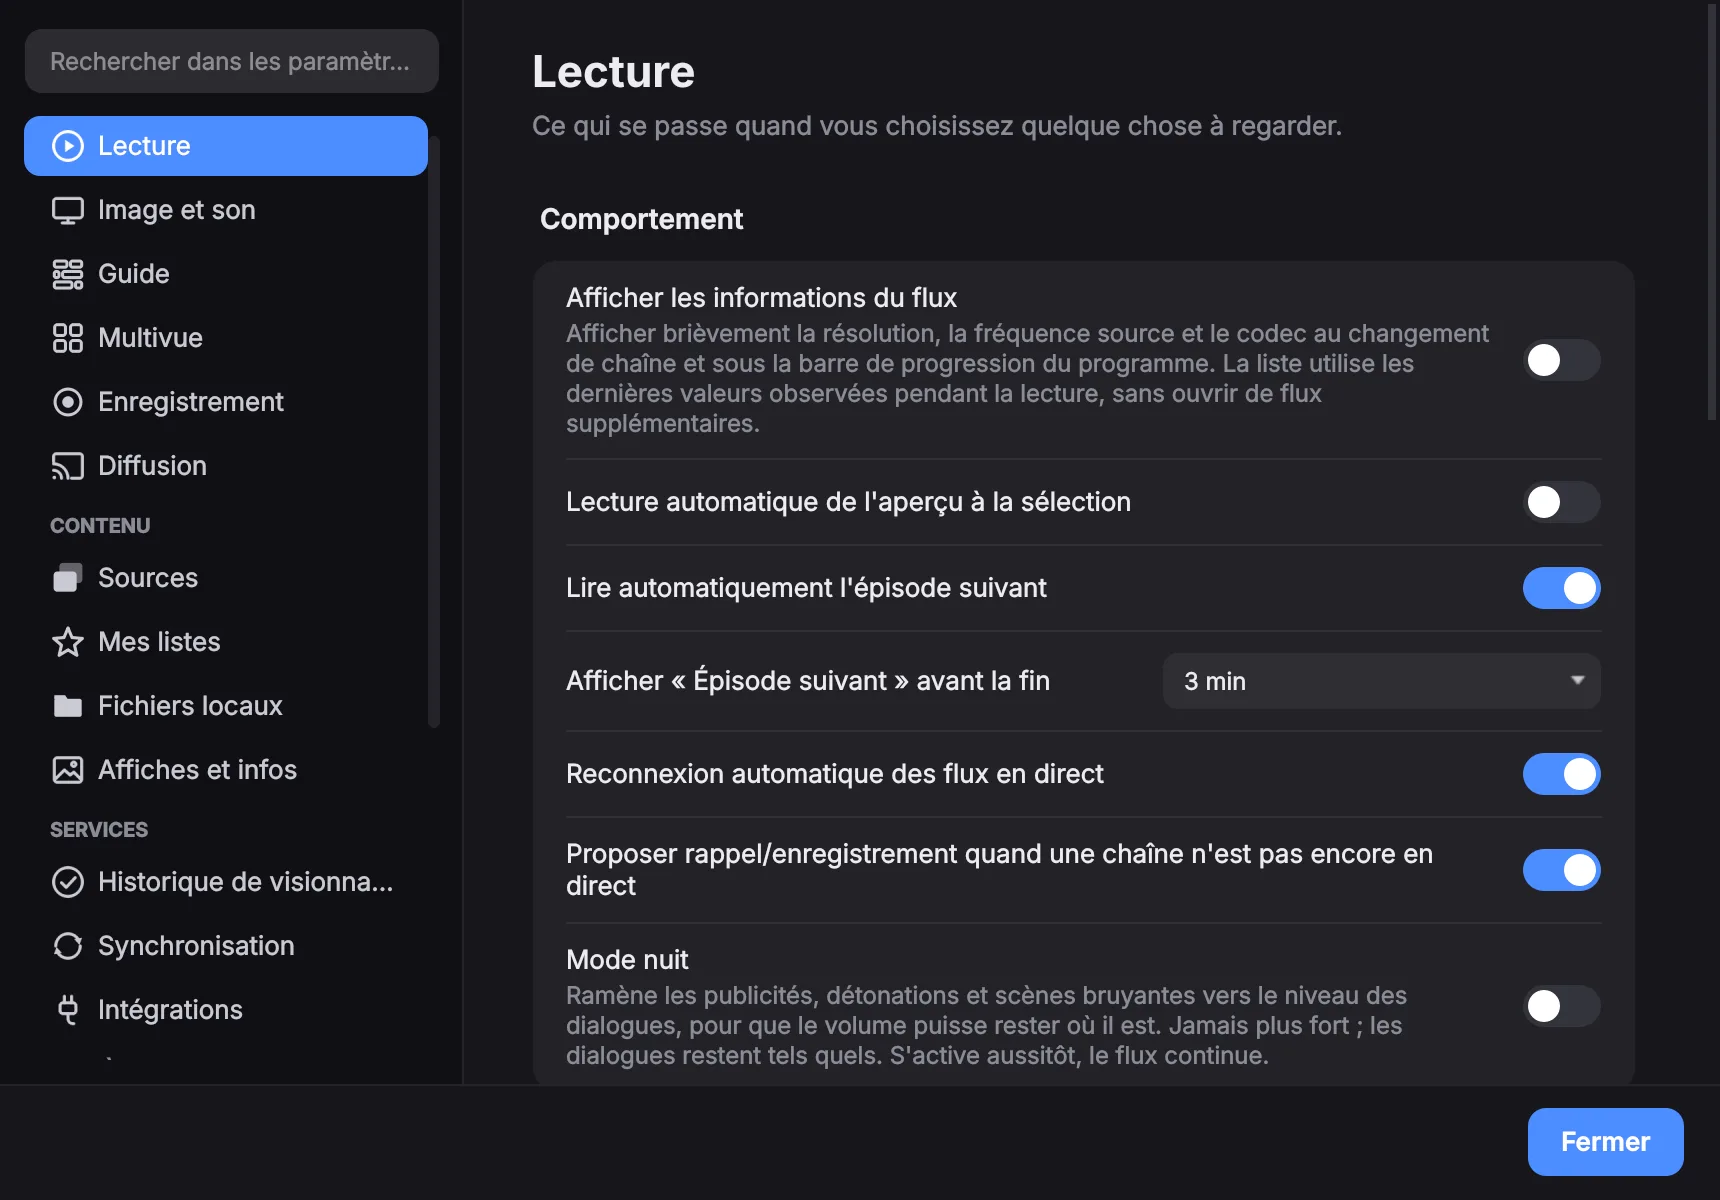 Rechercher dans les paramètr...
Lecture
Image et son
Guide
Multivue
Enregistrement
Diffusion
CONTENU
Sources
Mes listes
Fichiers locaux
Affiches et infos
SERVICES
Historique de visionna...
Synchronisation
Intégrations
Lecture
Ce qui se passe quand vous choisissez quelque chose à regarder.
Comportement
Afficher les informations du flux
Afficher brièvement la résolution, la fréquence source et le codec au changement
de chaîne et sous la barre de progression du programme. La liste utilise les
dernières valeurs observées pendant la lecture, sans ouvrir de flux
supplémentaires.
Lecture automatique de l'aperçu à la sélection
Lire automatiquement l'épisode suivant
Afficher « Épisode suivant » avant la fin
3 min
Reconnexion automatique des flux en direct
Proposer rappel/enregistrement quand une chaîne n'est pas encore en
direct
Mode nuit
Ramène les publicités, détonations et scènes bruyantes vers le niveau des
dialogues, pour que le volume puisse rester où il est. Jamais plus fort ; les
dialogues restent tels quels. S'active aussitôt, le flux continue.
Fermer